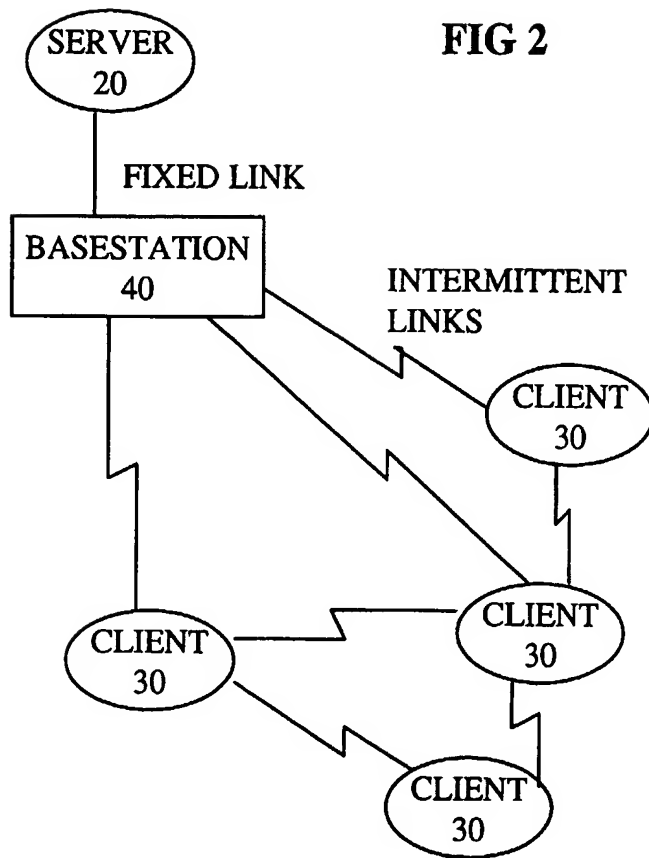 FIG 2
SERVER
20
FIXED LINK
BASESTATION
40
INTERMITTENT
LINKS
CLIENT
30
CLIENT
30
CLIENT
30
CLIENT
30